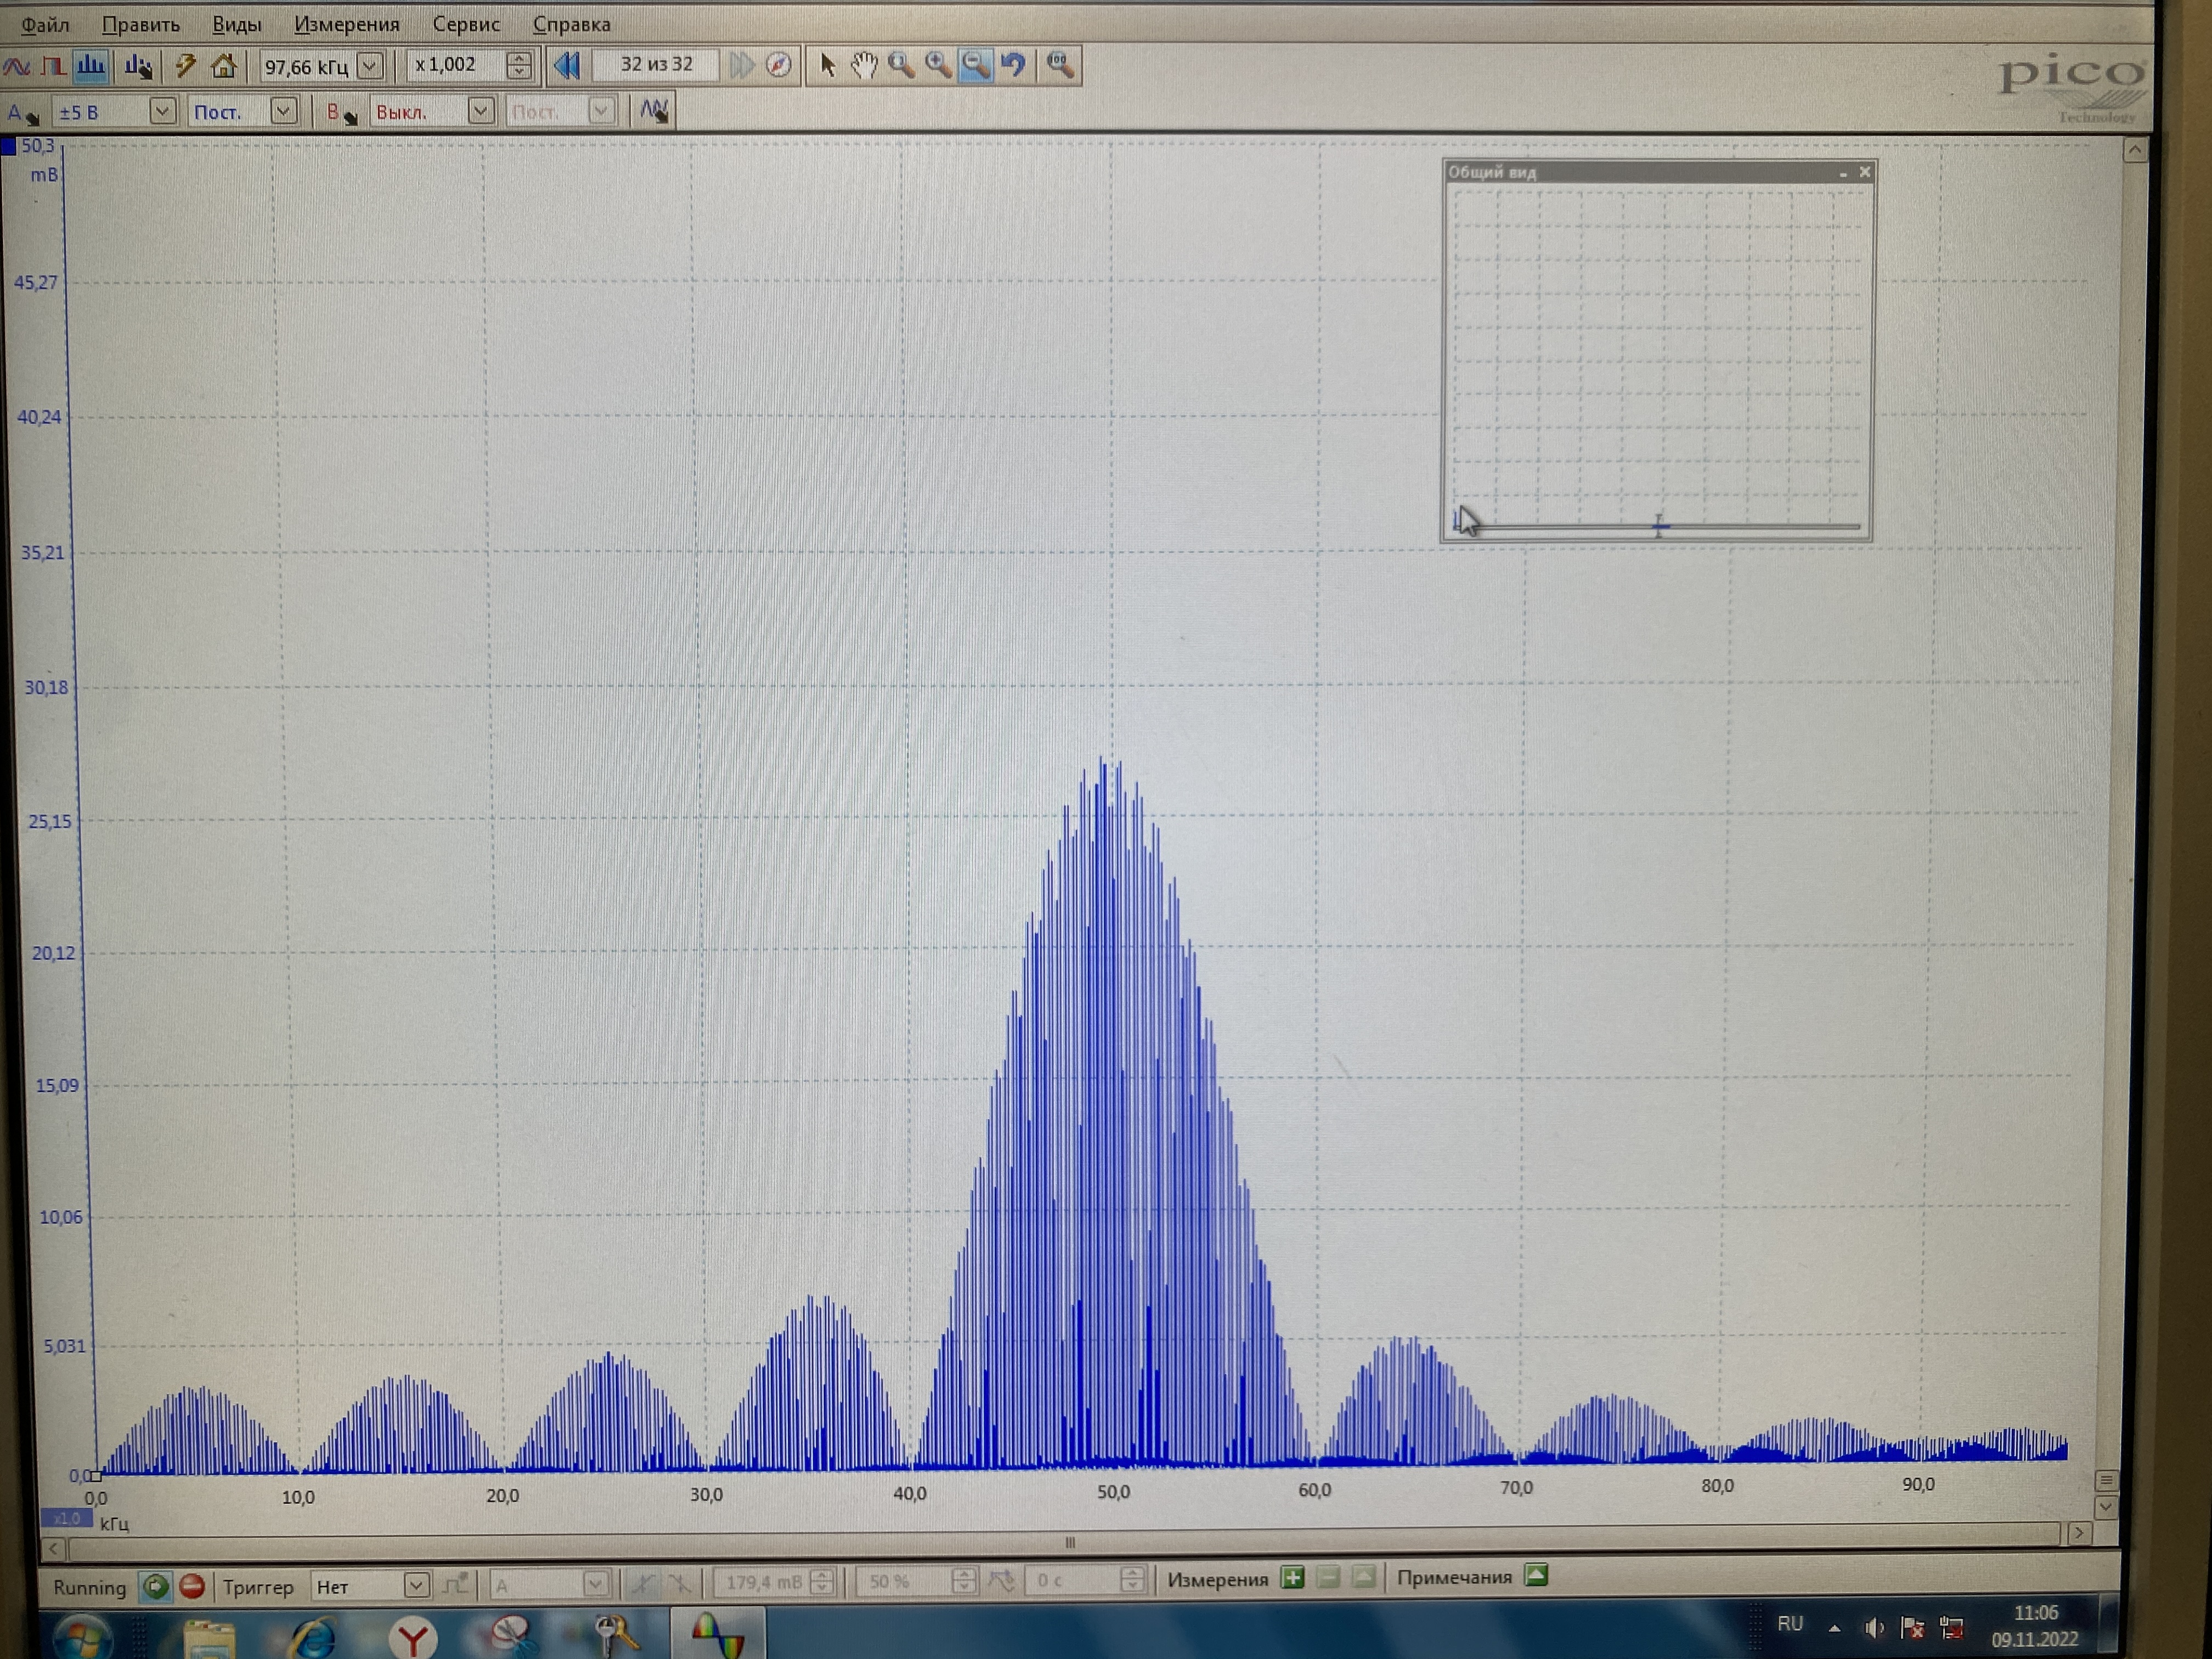 Файл Править Виды Измерения Сервис Справка
97,66 кГц x 1,002 32 из 32
pico
Technology
A ±5 В Пост. B Выкл. Пост.
50,3
mВ
Общий вид
45,27
40,24
35,21
30,18
25,15
20,12
15,09
10,06
5,031
0,0
0,0 10,0 20,0 30,0 40,0 50,0 60,0 70,0 80,0 90,0
x1,0 кГц
Running Триггер Нет A 179,4 mВ 50 % 0 с Измерения Примечания
RU 11:06
09.11.2022